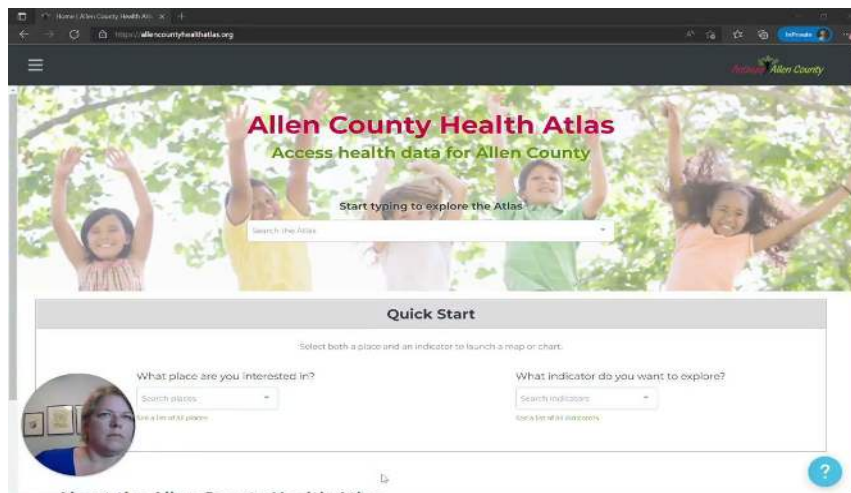 Home | Allen County Health Atl
https://allencountyhealthatlas.org
InPrivate
Allen County
Allen County Health Atlas
Access health data for Allen County
Start typing to explore the Atlas
Search the Atlas
Quick Start
Select both a place and an indicator to launch a map or chart.
What place are you interested in?
What indicator do you want to explore?
Search places
Search indicators
See a list of all places
See a list of all indicators
?